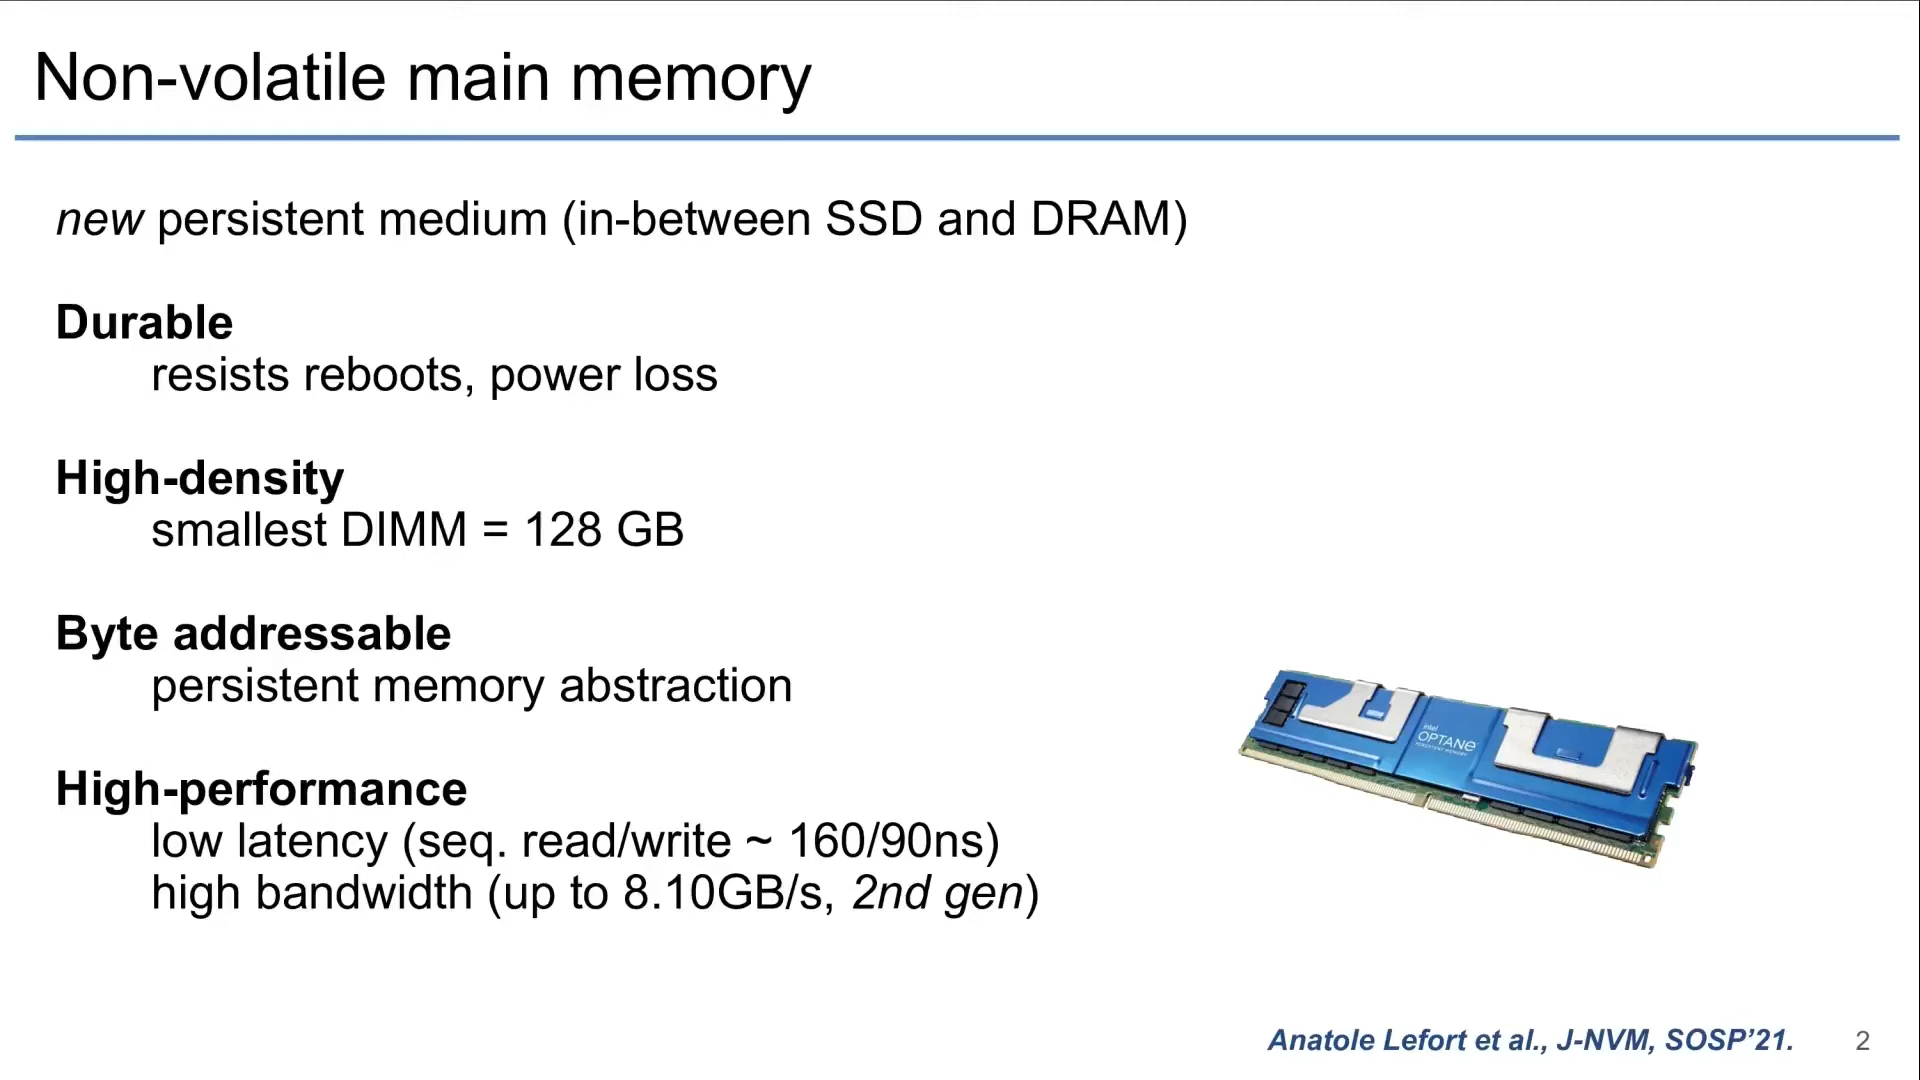 Non-volatile main memory
new persistent medium (in-between SSD and DRAM)
Durable
resists reboots, power loss
High-density
smallest DIMM = 128 GB
Byte addressable
persistent memory abstraction
High-performance
low latency (seq. read/write ~ 160/90ns)
high bandwidth (up to 8.10GB/s, 2nd gen)
intel
OPTANE
PERSISTENT MEMORY
Anatole Lefort et al., J-NVM, SOSP’21.
2